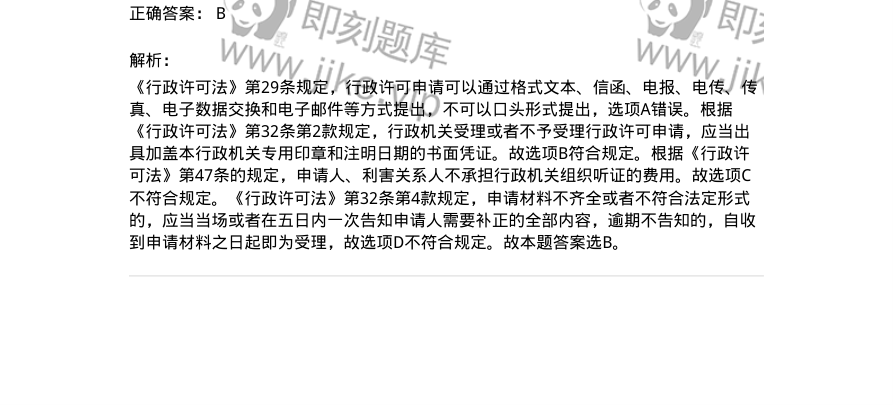 正确答案： B
解析：
《行政许可法》第29条规定，行政许可申请可以通过格式文本、信函、电报、电传、传
真、电子数据交换和电子邮件等方式提出，不可以口头形式提出，选项A错误。根据
《行政许可法》第32条第2款规定，行政机关受理或者不予受理行政许可申请，应当出
具加盖本行政机关专用印章和注明日期的书面凭证。故选项B符合规定。根据《行政许
可法》第47条的规定，申请人、利害关系人不承担行政机关组织听证的费用。故选项C
不符合规定。《行政许可法》第32条第4款规定，申请材料不齐全或者不符合法定形式
的，应当当场或者在五日内一次告知申请人需要补正的全部内容，逾期不告知的，自收
到申请材料之日起即为受理，故选项D不符合规定。故本题答案选B。
即刻题库
www.jike.vip
即刻
www.j